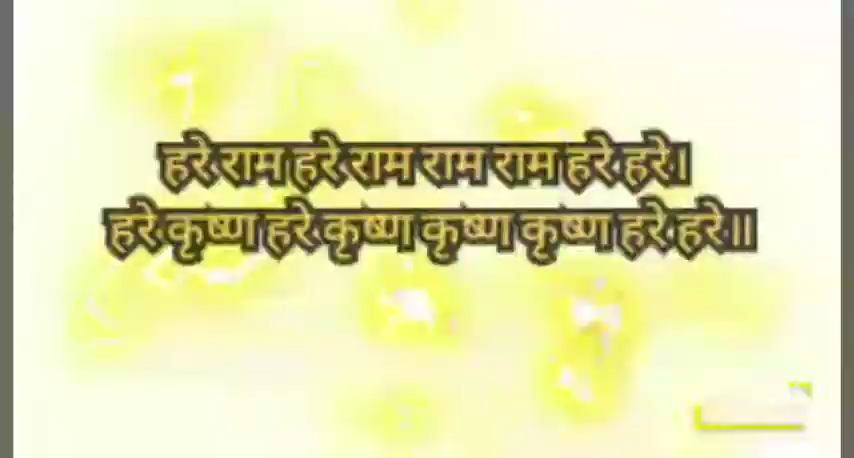 हरे राम हरे राम राम राम हरे हरे।
हरे कृष्ण हरे कृष्ण कृष्ण कृष्ण हरे हरे॥